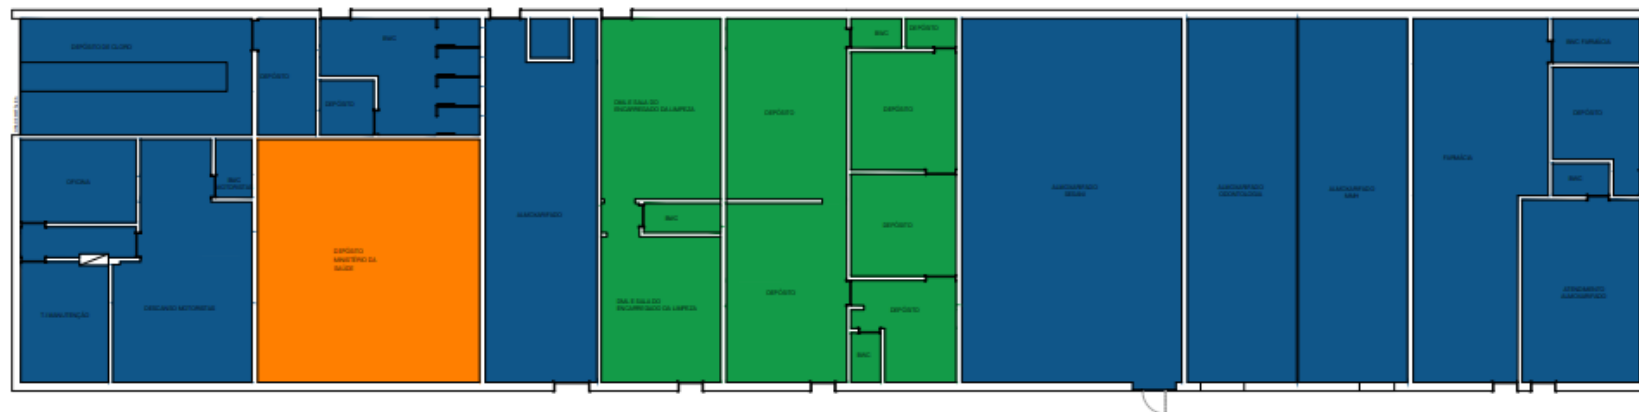 DEPÓSITO DE CLORO
DEPÓSITO
BWC
DEPÓSITO
OFICINA
BWC
MOTORISTAS
DESCANSO MOTORISTAS
T.I MANUTENÇÃO
DEPÓSITO
MINISTÉRIO DA
SAÚDE
ALMOXARIFADO
DML E SALA DO
ENCARREGADO DA LIMPEZA
BWC
DML E SALA DO
ENCARREGADO DA LIMPEZA
DEPÓSITO
DEPÓSITO
BWC
DEPÓSITO
DEPÓSITO
DEPÓSITO
DEPÓSITO
BWC
ALMOXARIFADO
ALMOXARIFADO
ODONTOLOGIA
ALMOXARIFADO
FARMÁCIA
BWC FARMÁCIA
DEPÓSITO
BWC
ATENDIMENTO
ALMOXARIFADO